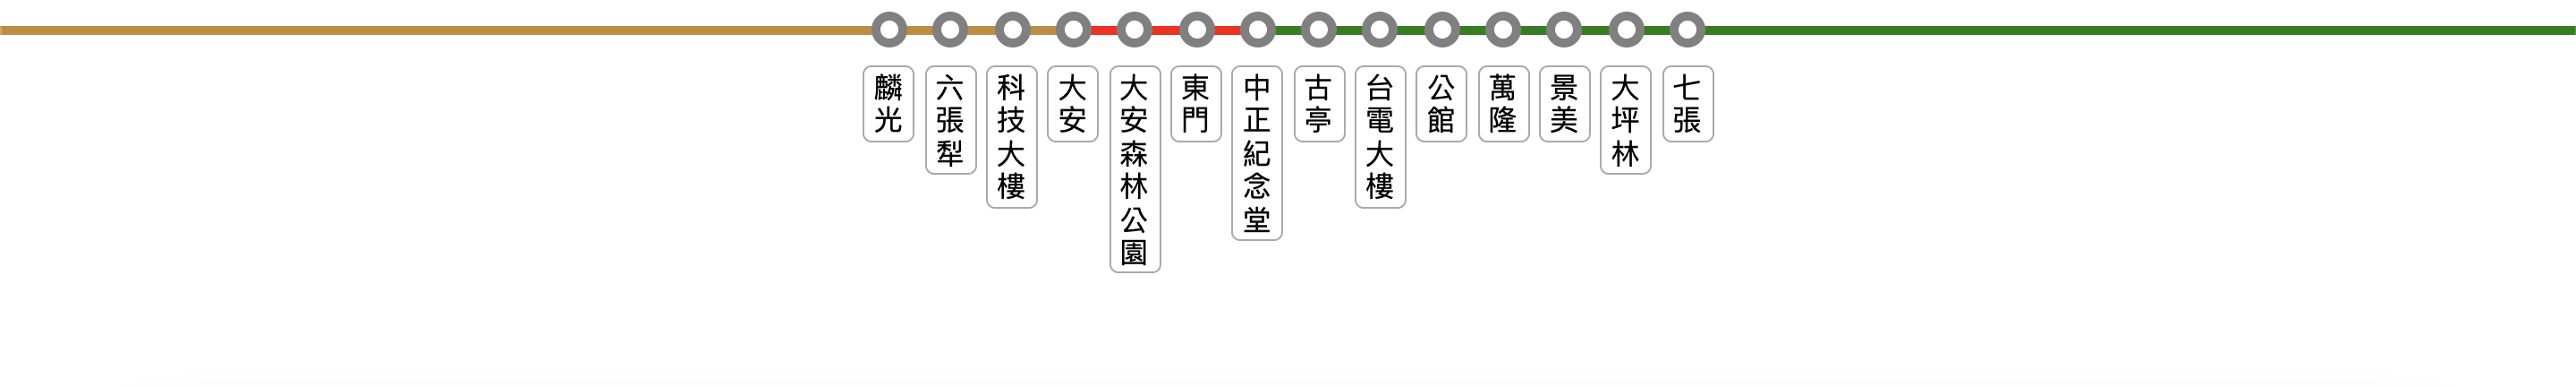 麟光
六張犁
科技大樓
大安
大安森林公園
東門
中正紀念堂
古亭
台電大樓
公館
萬隆
景美
大坪林
七張